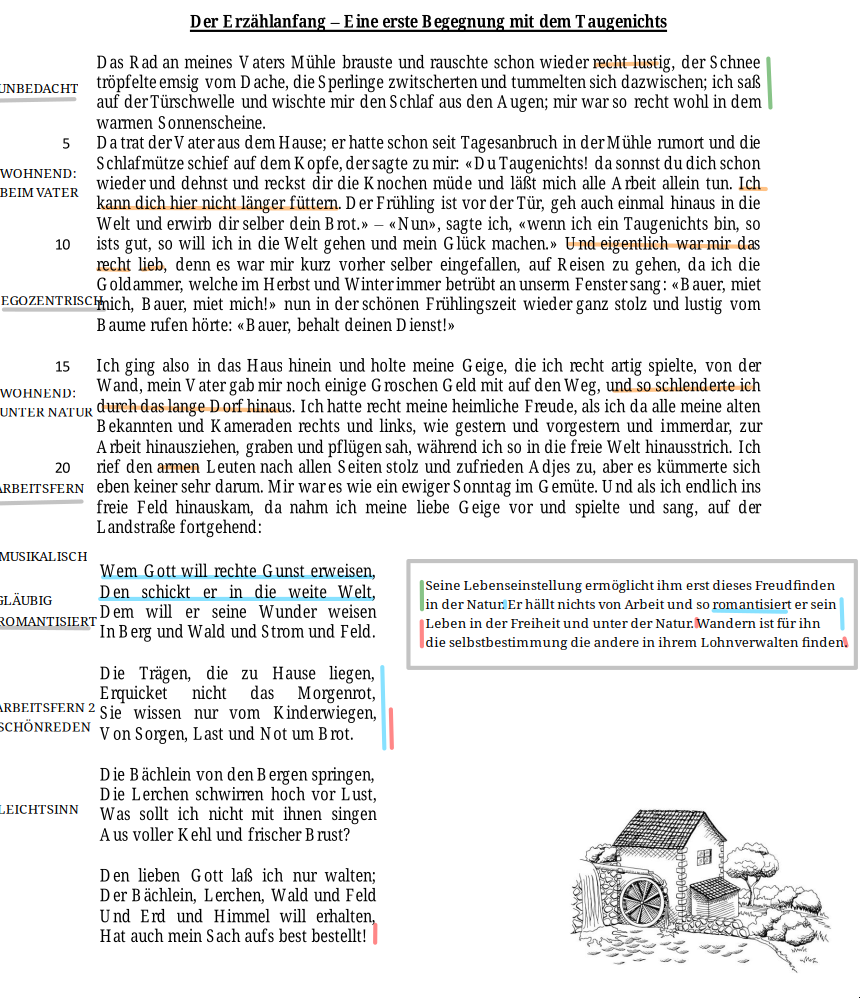 Der Erzählanfang – Eine erste Begegnung mit dem Taugenichts
Das Rad an meines Vaters Mühle brauste und rauschte schon wieder recht lustig, der Schnee
tröpfelte emsig vom Dache, die Sperlinge zwitscherten und tummelten sich dazwischen; ich saß
UNBEDACHT
auf der Türschwelle und wischte mir den Schlaf aus den Augen; mir war so recht wohl in dem
warmen Sonnenscheine.
5 Da trat der Vater aus dem Hause; er hatte schon seit Tagesanbruch in der Mühle rumort und die
Schlafmütze schief auf dem Kopfe, der sagte zu mir: «Du Taugenichts! da sonnst du dich schon
WOHNEND:
wieder und dehnst und reckst dir die Knochen müde und läßt mich alle Arbeit allein tun. Ich
BEIM VATER
kann dich hier nicht länger füttern. Der Frühling ist vor der Tür, geh auch einmal hinaus in die
Welt und erwirb dir selber dein Brot.» – «Nun», sagte ich, «wenn ich ein Taugenichts bin, so
10 ists gut, so will ich in die Welt gehen und mein Glück machen.» Und eigentlich war mir das
recht lieb, denn es war mir kurz vorher selber eingefallen, auf Reisen zu gehen, da ich die
Goldammer, welche im Herbst und Winter immer betrübt an unserm Fenster sang: «Bauer, miet
EGOZENTRISCH
mich, Bauer, miet mich!» nun in der schönen Frühlingszeit wieder ganz stolz und lustig vom
Baume rufen hörte: «Bauer, behalt deinen Dienst!»
15 Ich ging also in das Haus hinein und holte meine Geige, die ich recht artig spielte, von der
Wand, mein Vater gab mir noch einige Groschen Geld mit auf den Weg, und so schlenderte ich
WOHNEND:
durch das lange Dorf hinaus. Ich hatte recht meine heimliche Freude, als ich da alle meine alten
UNTER NATUR
Bekannten und Kameraden rechts und links, wie gestern und vorgestern und immerdar, zur
Arbeit hinausziehen, graben und pflügen sah, während ich so in die freie Welt hinausstrich. Ich
20 rief den armen Leuten nach allen Seiten stolz und zufrieden Adjes zu, aber es kümmerte sich
ARBEITSFERN
eben keiner sehr darum. Mir war es wie ein ewiger Sonntag im Gemüte. Und als ich endlich ins
freie Feld hinauskam, da nahm ich meine liebe Geige vor und spielte und sang, auf der
Landstraße fortgehend:
MUSIKALISCH
Wem Gott will rechte Gunst erweisen,
Den schickt er in die weite Welt,
GLÄUBIG
Dem will er seine Wunder weisen
ROMANTISIERT
In Berg und Wald und Strom und Feld.
Seine Lebenseinstellung ermöglicht ihm erst dieses Freudfinden
in der Natur. Er hällt nichts von Arbeit und so romantisiert er sein
Leben in der Freiheit und unter der Natur. Wandern ist für ihn
die selbstbestimmung die andere in ihrem Lohnverwalten finden.
Die Trägen, die zu Hause liegen,
Erquicket nicht das Morgenrot,
ARBEITSFERN 2
Sie wissen nur vom Kinderwiegen,
SCHÖNREDEN
Von Sorgen, Last und Not um Brot.
Die Bächlein von den Bergen springen,
Die Lerchen schwirren hoch vor Lust,
LEICHTSINN
Was sollt ich nicht mit ihnen singen
Aus voller Kehl und frischer Brust?
Den lieben Gott laß ich nur walten;
Der Bächlein, Lerchen, Wald und Feld
Und Erd und Himmel will erhalten,
Hat auch mein Sach aufs best bestellt!